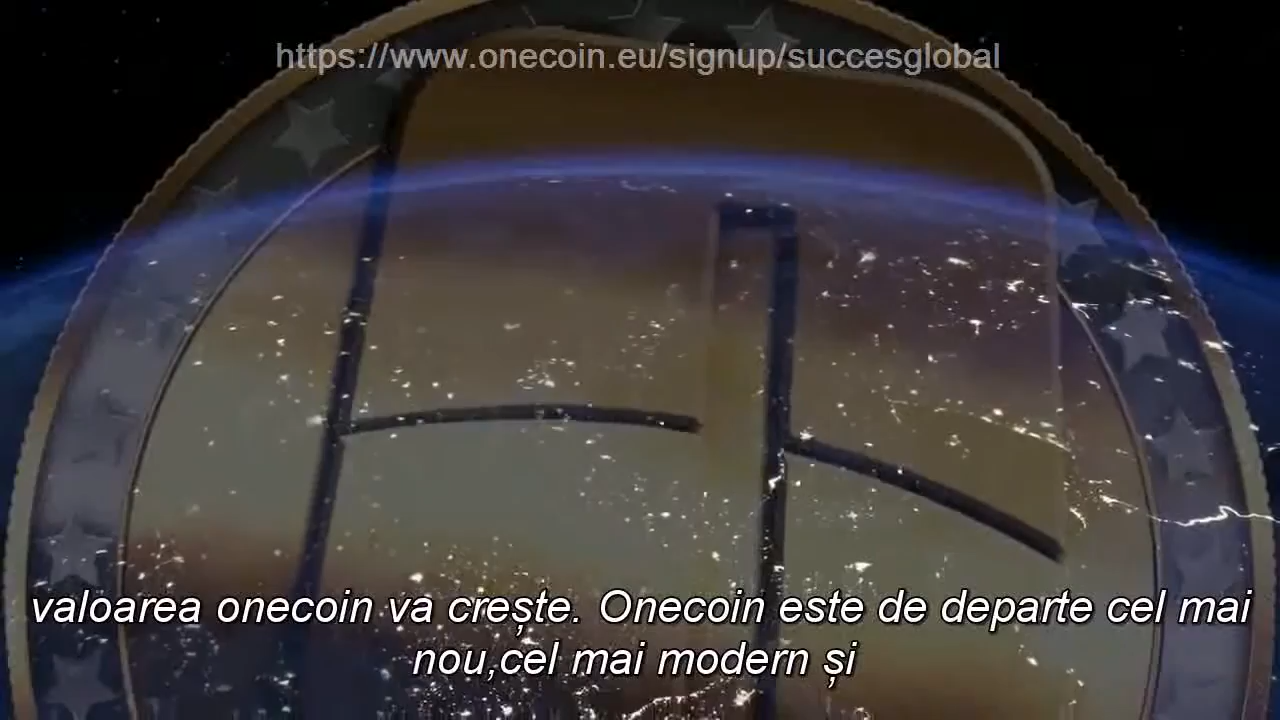 https://www.onecoin.eu/signup/succesglobal
valoarea onecoin va crește. Onecoin este de departe cel mai
nou,cel mai modern și